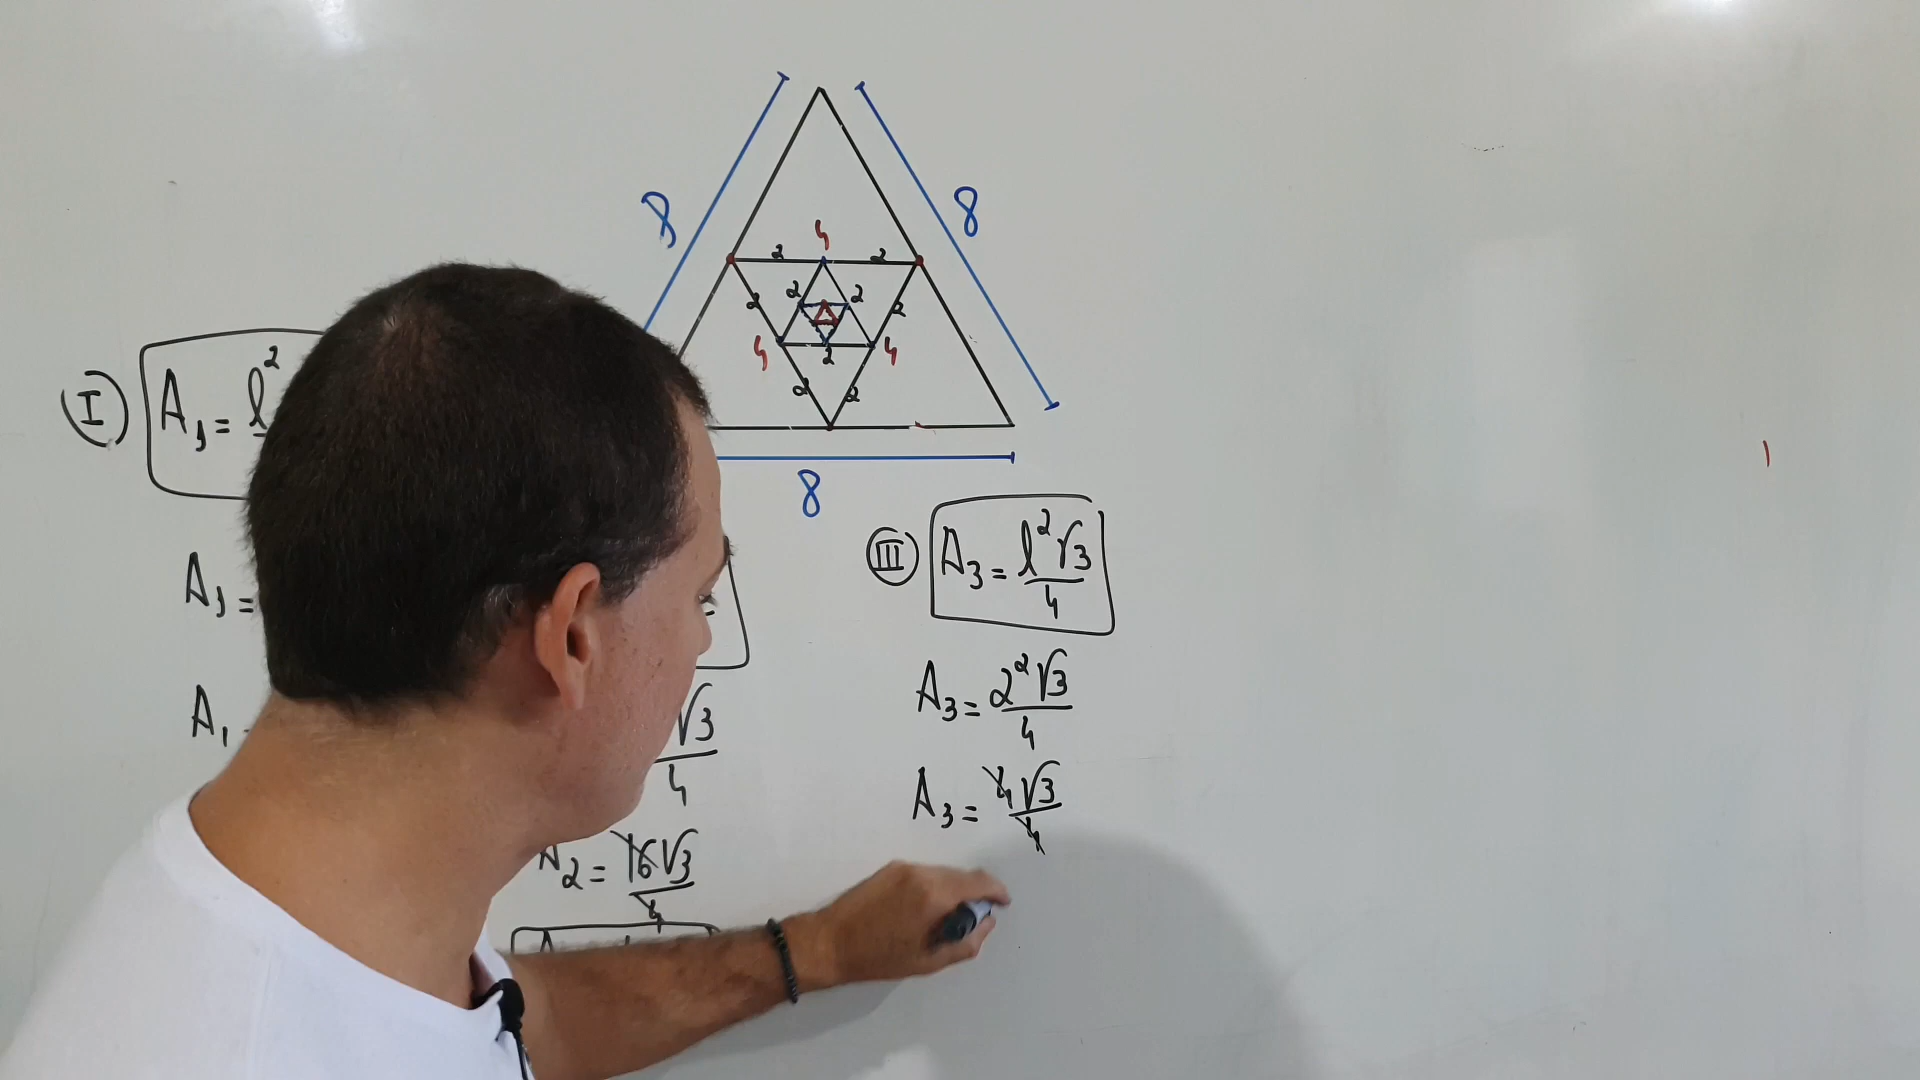 8
8
4
2 2
2 2
2 2
4 2 4
2 2
8
I) A₁ = l²
A₁ =
A₁
√3
4
A₂ = 16√3
4
III) A₃ = l²√3
4
A₃ = 2²√3
4
A₃ = 4√3
4